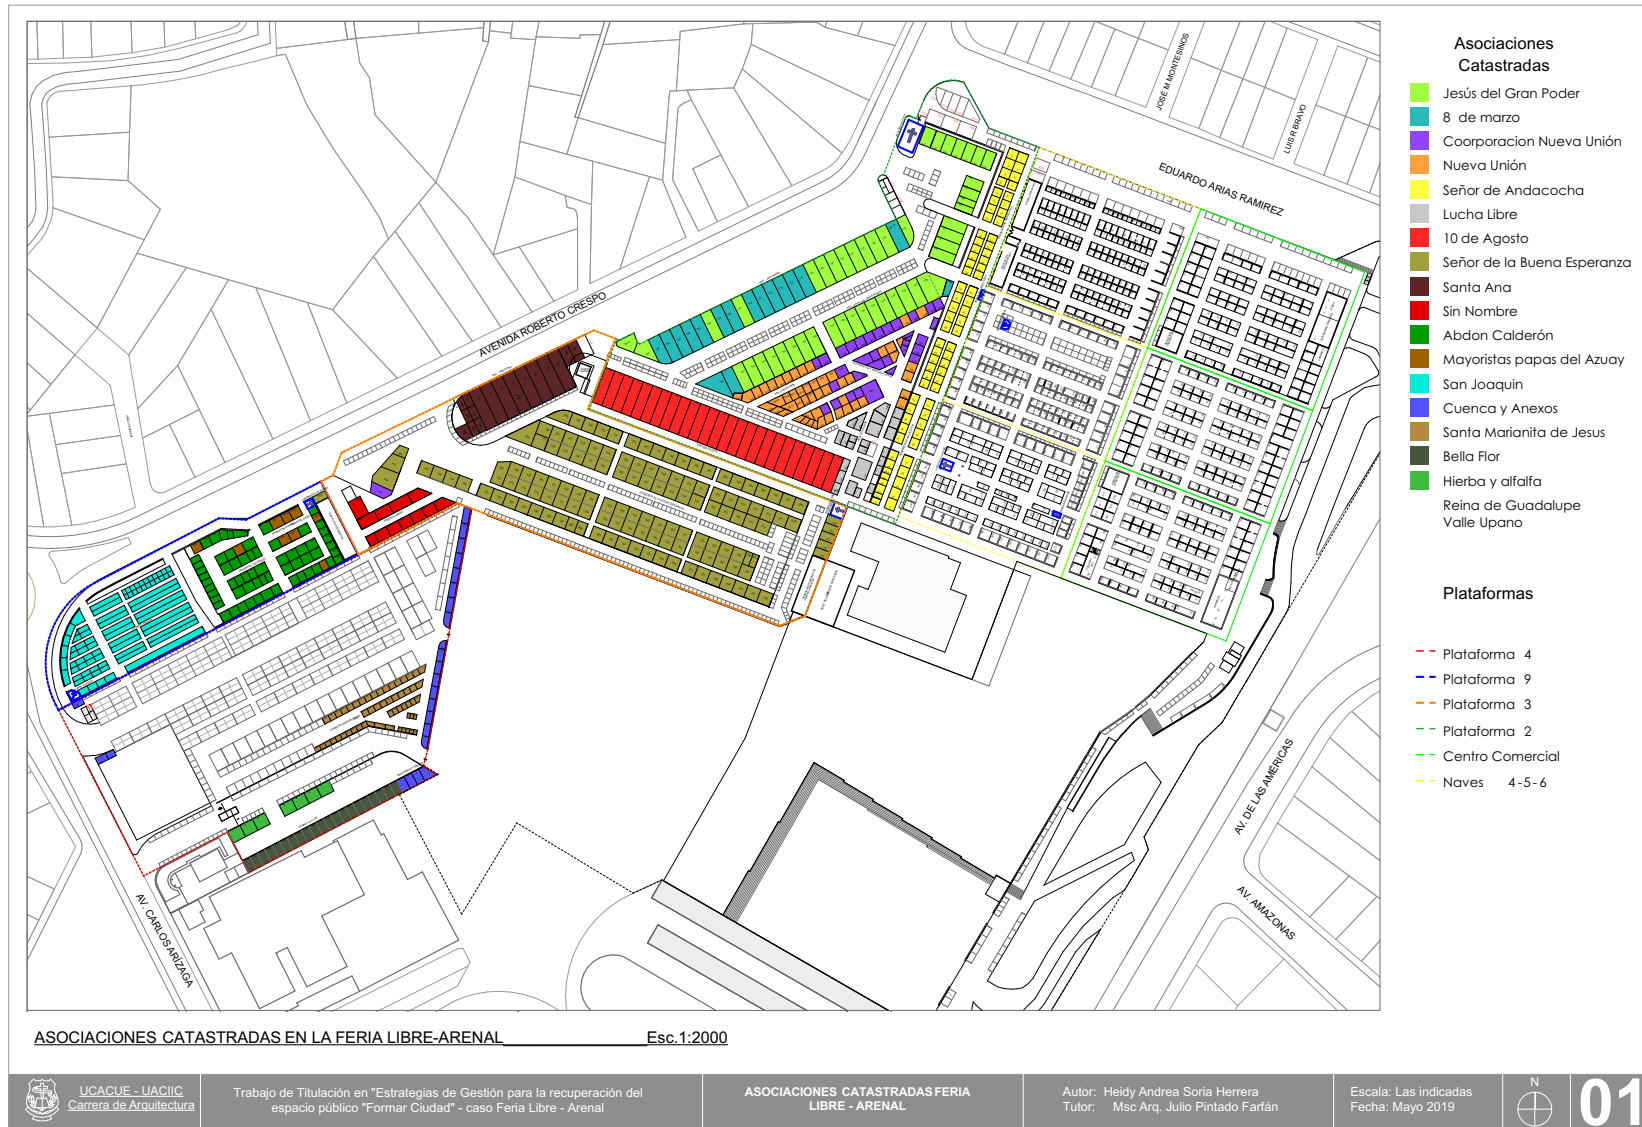 Asociaciones
Catastradas
Jesús del Gran Poder
8 de marzo
Coorporacion Nueva Unión
Nueva Unión
Señor de Andacocha
Lucha Libre
10 de Agosto
Señor de la Buena Esperanza
Santa Ana
Sin Nombre
Abdon Calderón
Mayoristas papas del Azuay
San Joaquin
Cuenca y Anexos
Santa Marianita de Jesus
Bella Flor
Hierba y alfalfa
Reina de Guadalupe
Valle Upano
Plataformas
Plataforma 4
Plataforma 9
Plataforma 3
Plataforma 2
Centro Comercial
Naves 4-5-6
JOSÉ M MONTESINOS
LUIS R BRAVO
EDUARDO ARIAS RAMIREZ
AVENIDA ROBERTO CRESPO
AV. DE LAS AMÉRICAS
AV. AMAZONAS
AV. CARLOS ARÍZAGA
ASOCIACIONES CATASTRADAS EN LA FERIA LIBRE-ARENAL________________Esc.1:2000
UCACUE - UACIIC
Carrera de Arquitectura
Trabajo de Titulación en "Estrategias de Gestión para la recuperación del
espacio público "Formar Ciudad" - caso Feria Libre - Arenal
ASOCIACIONES CATASTRADAS FERIA
LIBRE - ARENAL
Autor: Heidy Andrea Soria Herrera
Tutor: Msc Arq. Julio Pintado Farfán
Escala: Las indicadas
Fecha: Mayo 2019
N
01